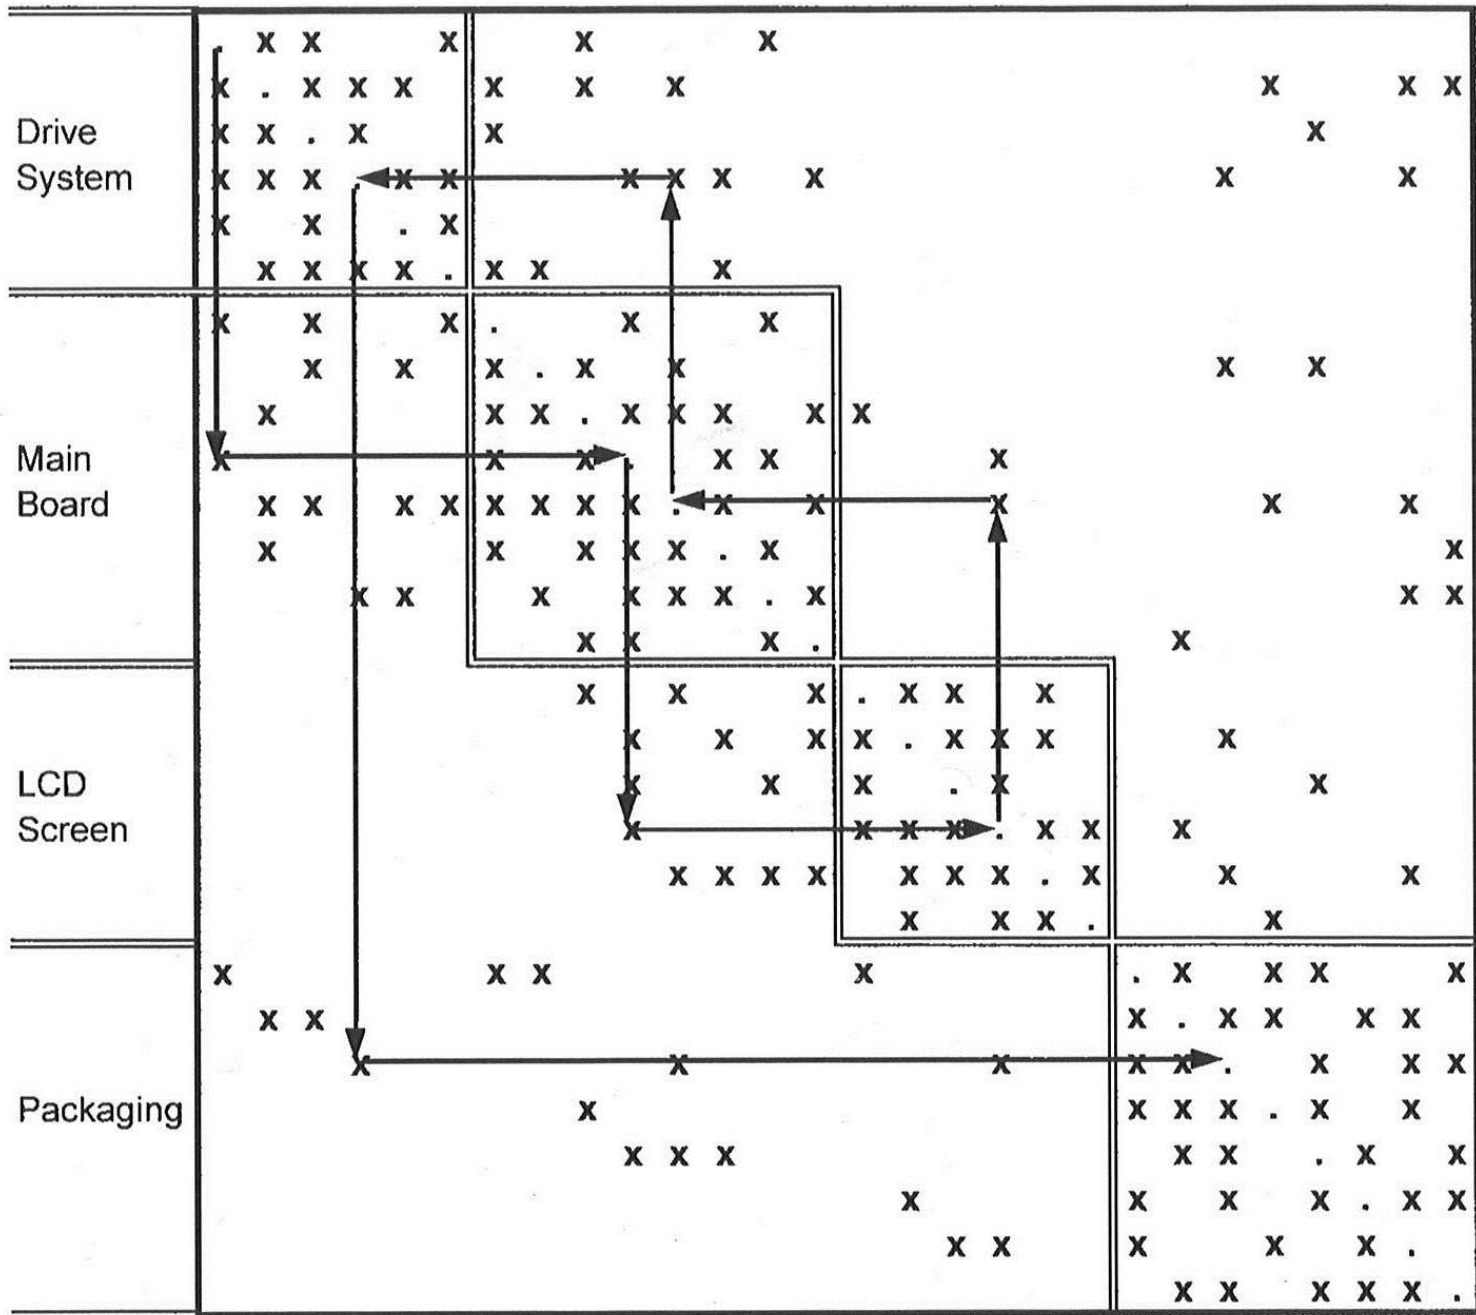 . x x x x x
x . x x x x x x x x x
Drive x x . x x x
System x x x . x x x x x x x x
x x . x
x x x x . x x x
x x x . x x
x x x . x x x x
x x x . x x x x x
Main x x x . x x x
Board x x x x x x x x . x x x x x
x x x x x . x x
x x x x x x . x x x
x x x . x
x x x . x x x
x x x x . x x x x
LCD x x x . x x
Screen x x x x . x x x
x x x x x x x . x x x
x x x . x
x x x x . x x x x
x x x . x x x x
x x x x x . x x x
Packaging x x x x . x x
x x x x x . x x
x x x x . x x
x x x x x .
x x x x x .